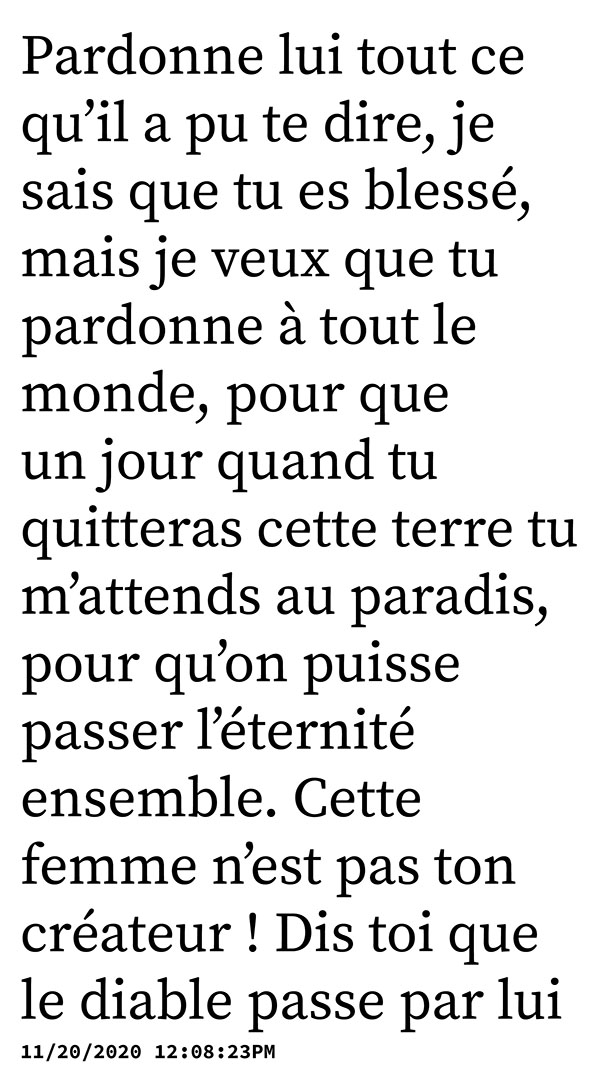 Pardonne lui tout ce
qu’il a pu te dire, je
sais que tu es blessé,
mais je veux que tu
pardonne à tout le
monde, pour que
un jour quand tu
quitteras cette terre tu
m’attends au paradis,
pour qu’on puisse
passer l’éternité
ensemble. Cette
femme n’est pas ton
créateur ! Dis toi que
le diable passe par lui
11/20/2020 12:08:23PM